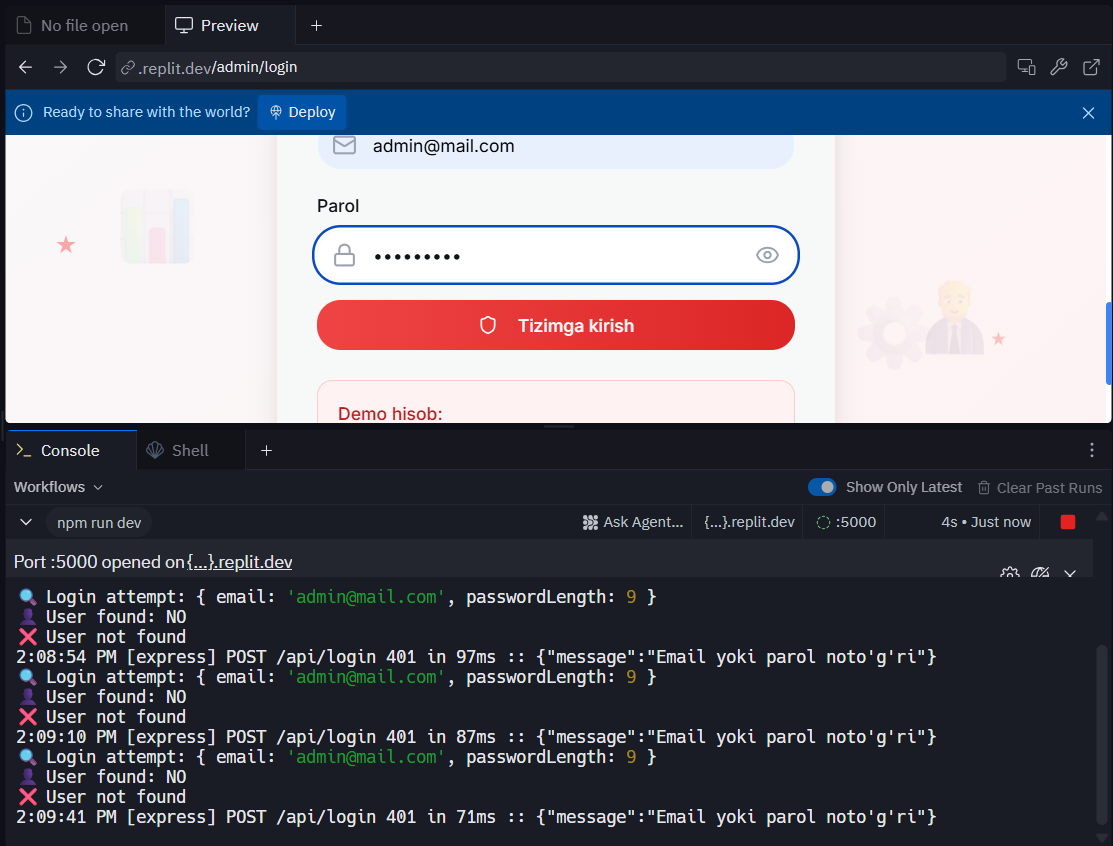 No file open
Preview
.replit.dev/admin/login
Ready to share with the world?
Deploy
admin@mail.com
Parol
•••••••••
Tizimga kirish
Demo hisob:
Console
Shell
Workflows
Show Only Latest
Clear Past Runs
npm run dev
Ask Agent...
{...}.replit.dev
:5000
4s • Just now
Port :5000 opened on {...}.replit.dev
Login attempt: { email: 'admin@mail.com', passwordLength: 9 }
User found: NO
User not found
2:08:54 PM [express] POST /api/login 401 in 97ms :: {"message":"Email yoki parol noto'g'ri"}
Login attempt: { email: 'admin@mail.com', passwordLength: 9 }
User found: NO
User not found
2:09:10 PM [express] POST /api/login 401 in 87ms :: {"message":"Email yoki parol noto'g'ri"}
Login attempt: { email: 'admin@mail.com', passwordLength: 9 }
User found: NO
User not found
2:09:41 PM [express] POST /api/login 401 in 71ms :: {"message":"Email yoki parol noto'g'ri"}